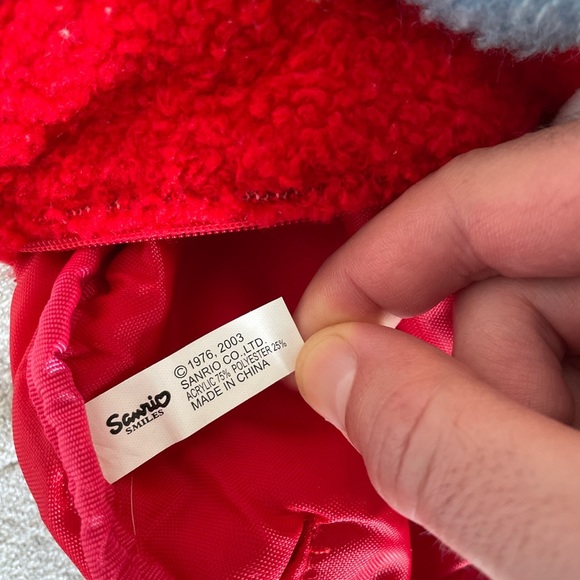 Sanrio
SMILES
© 1976, 2003
SANRIO CO., LTD.
ACRYLIC 75% POLYESTER 25%
MADE IN CHINA